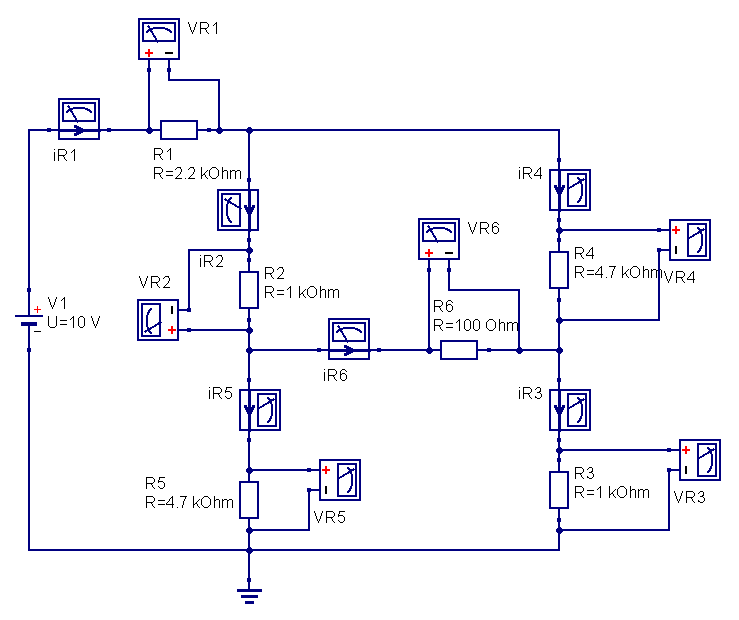 VR1
iR1
R1
R=2.2 kOhm
iR4
VR6
iR2
R2
R=1 kOhm
VR2
R4
R=4.7 kOhm
VR4
V1
U=10 V
R6
R=100 Ohm
iR6
iR5
iR3
R5
R=4.7 kOhm
VR5
R3
R=1 kOhm
VR3